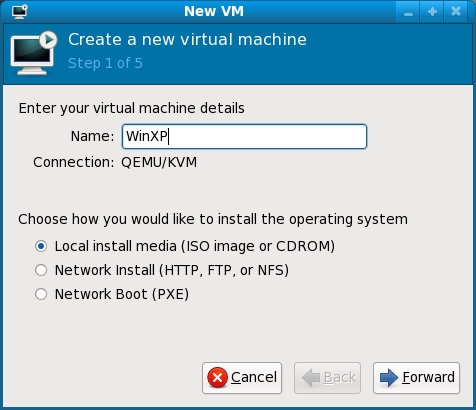 New VM
Create a new virtual machine
Step 1 of 5
Enter your virtual machine details
Name: WinXP
Connection: QEMU/KVM
Choose how you would like to install the operating system
Local install media (ISO image or CDROM)
Network Install (HTTP, FTP, or NFS)
Network Boot (PXE)
Cancel Back Forward